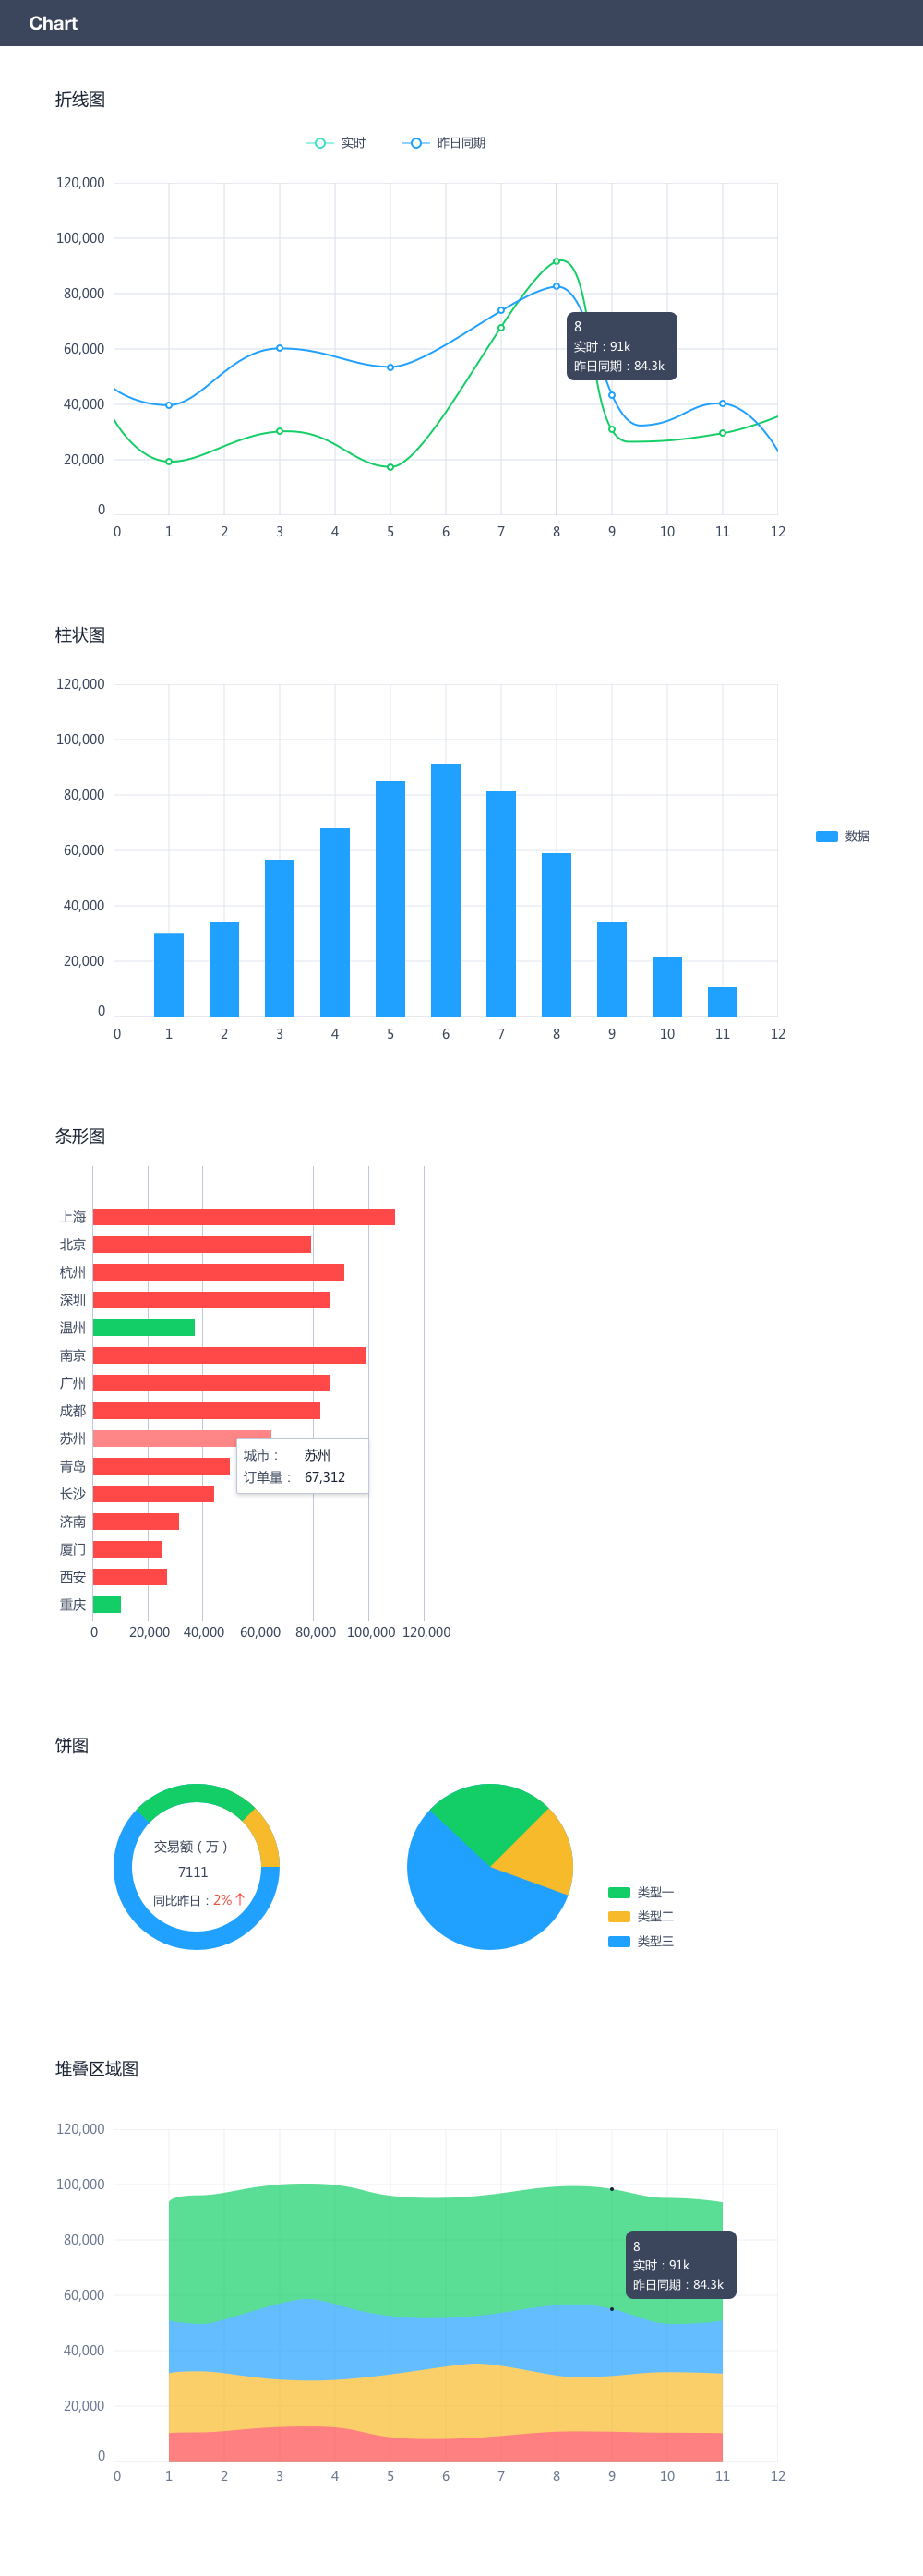 Chart
折线图
实时 昨日同期
120,000
100,000
80,000
60,000
40,000
20,000
0
8
实时：91k
昨日同期：84.3k
0 1 2 3 4 5 6 7 8 9 10 11 12
柱状图
120,000
100,000
80,000
60,000
40,000
20,000
0
数据
0 1 2 3 4 5 6 7 8 9 10 11 12
条形图
上海
北京
杭州
深圳
温州
南京
广州
成都
苏州
青岛
长沙
济南
厦门
西安
重庆
城市： 苏州
订单量： 67,312
0 20,000 40,000 60,000 80,000 100,000 120,000
饼图
交易额（万）
7111
同比昨日：2%↑
类型一
类型二
类型三
堆叠区域图
120,000
100,000
80,000
60,000
40,000
20,000
0
8
实时：91k
昨日同期：84.3k
0 1 2 3 4 5 6 7 8 9 10 11 12